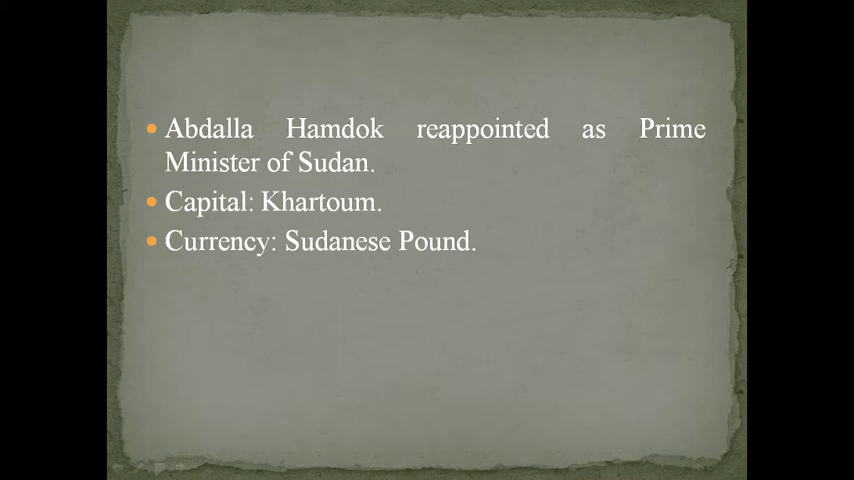 Abdalla Hamdok reappointed as Prime
Minister of Sudan.
Capital: Khartoum.
Currency: Sudanese Pound.